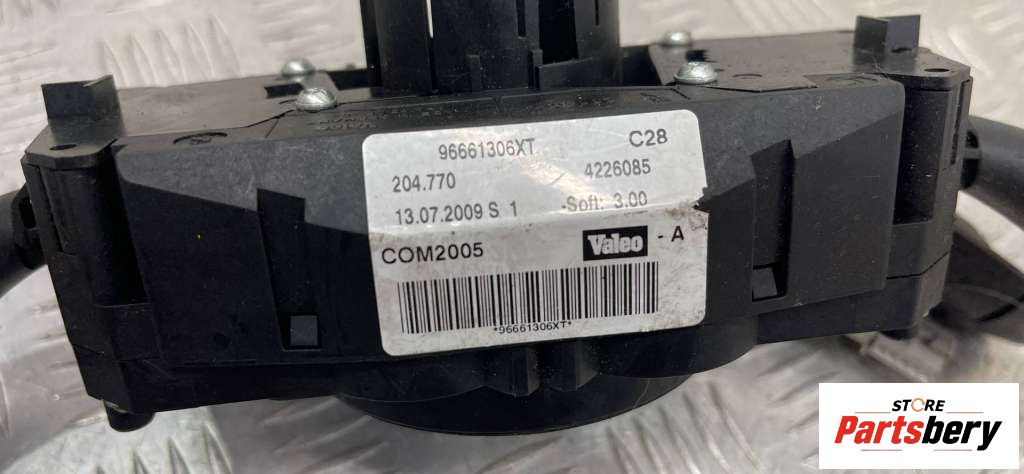 96661306XT C28
204.770 4226085
13.07.2009 S 1 -Soft: 3.00
COM2005 Valeo - A
*96661306XT*
STORE
Partsbery